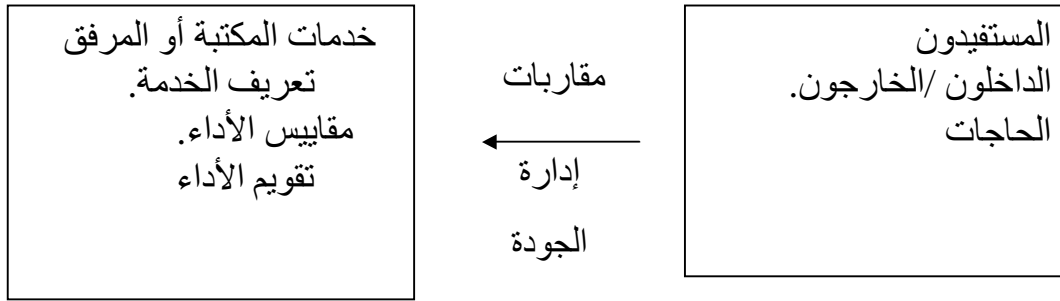 المستفيدون
الداخلون /الخارجون.
الحاجات
مقاربات
إدارة
الجودة
خدمات المكتبة أو المرفق
تعريف الخدمة.
مقاييس الأداء.
تقويم الأداء